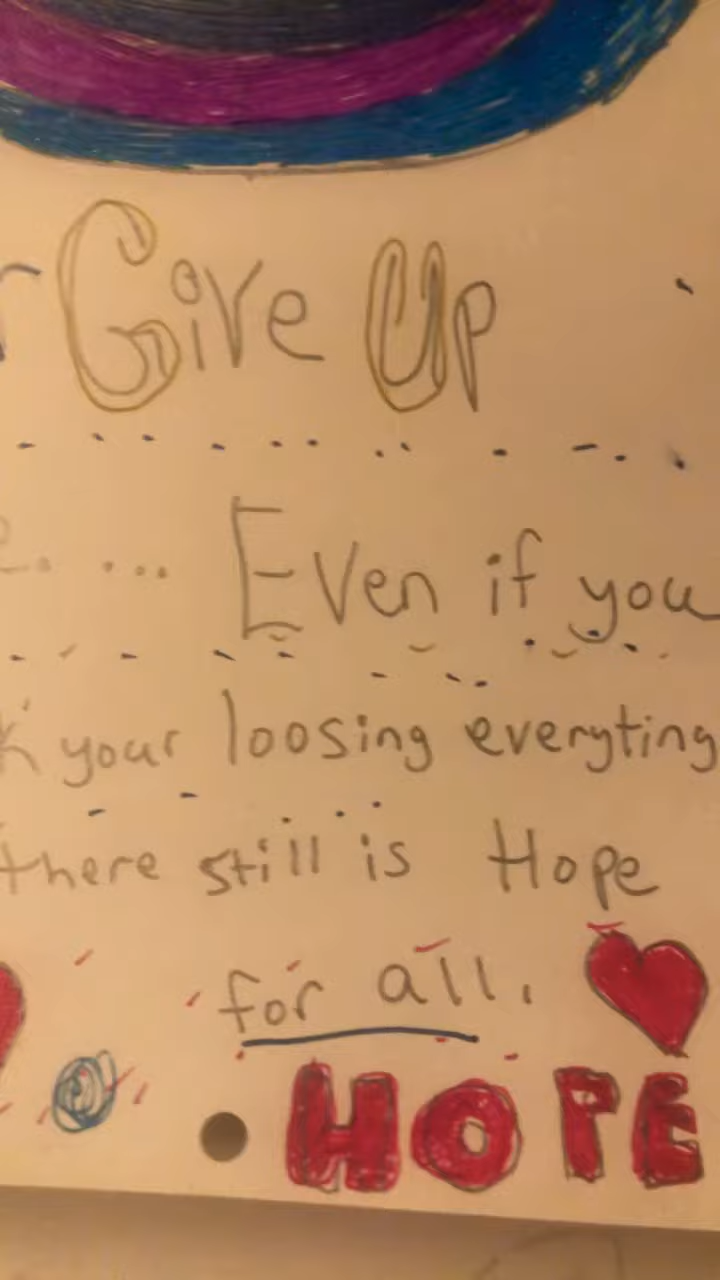 r Give Up
e. ... Even if you
k your loosing everyting
there still is Hope
for all.
HOPE